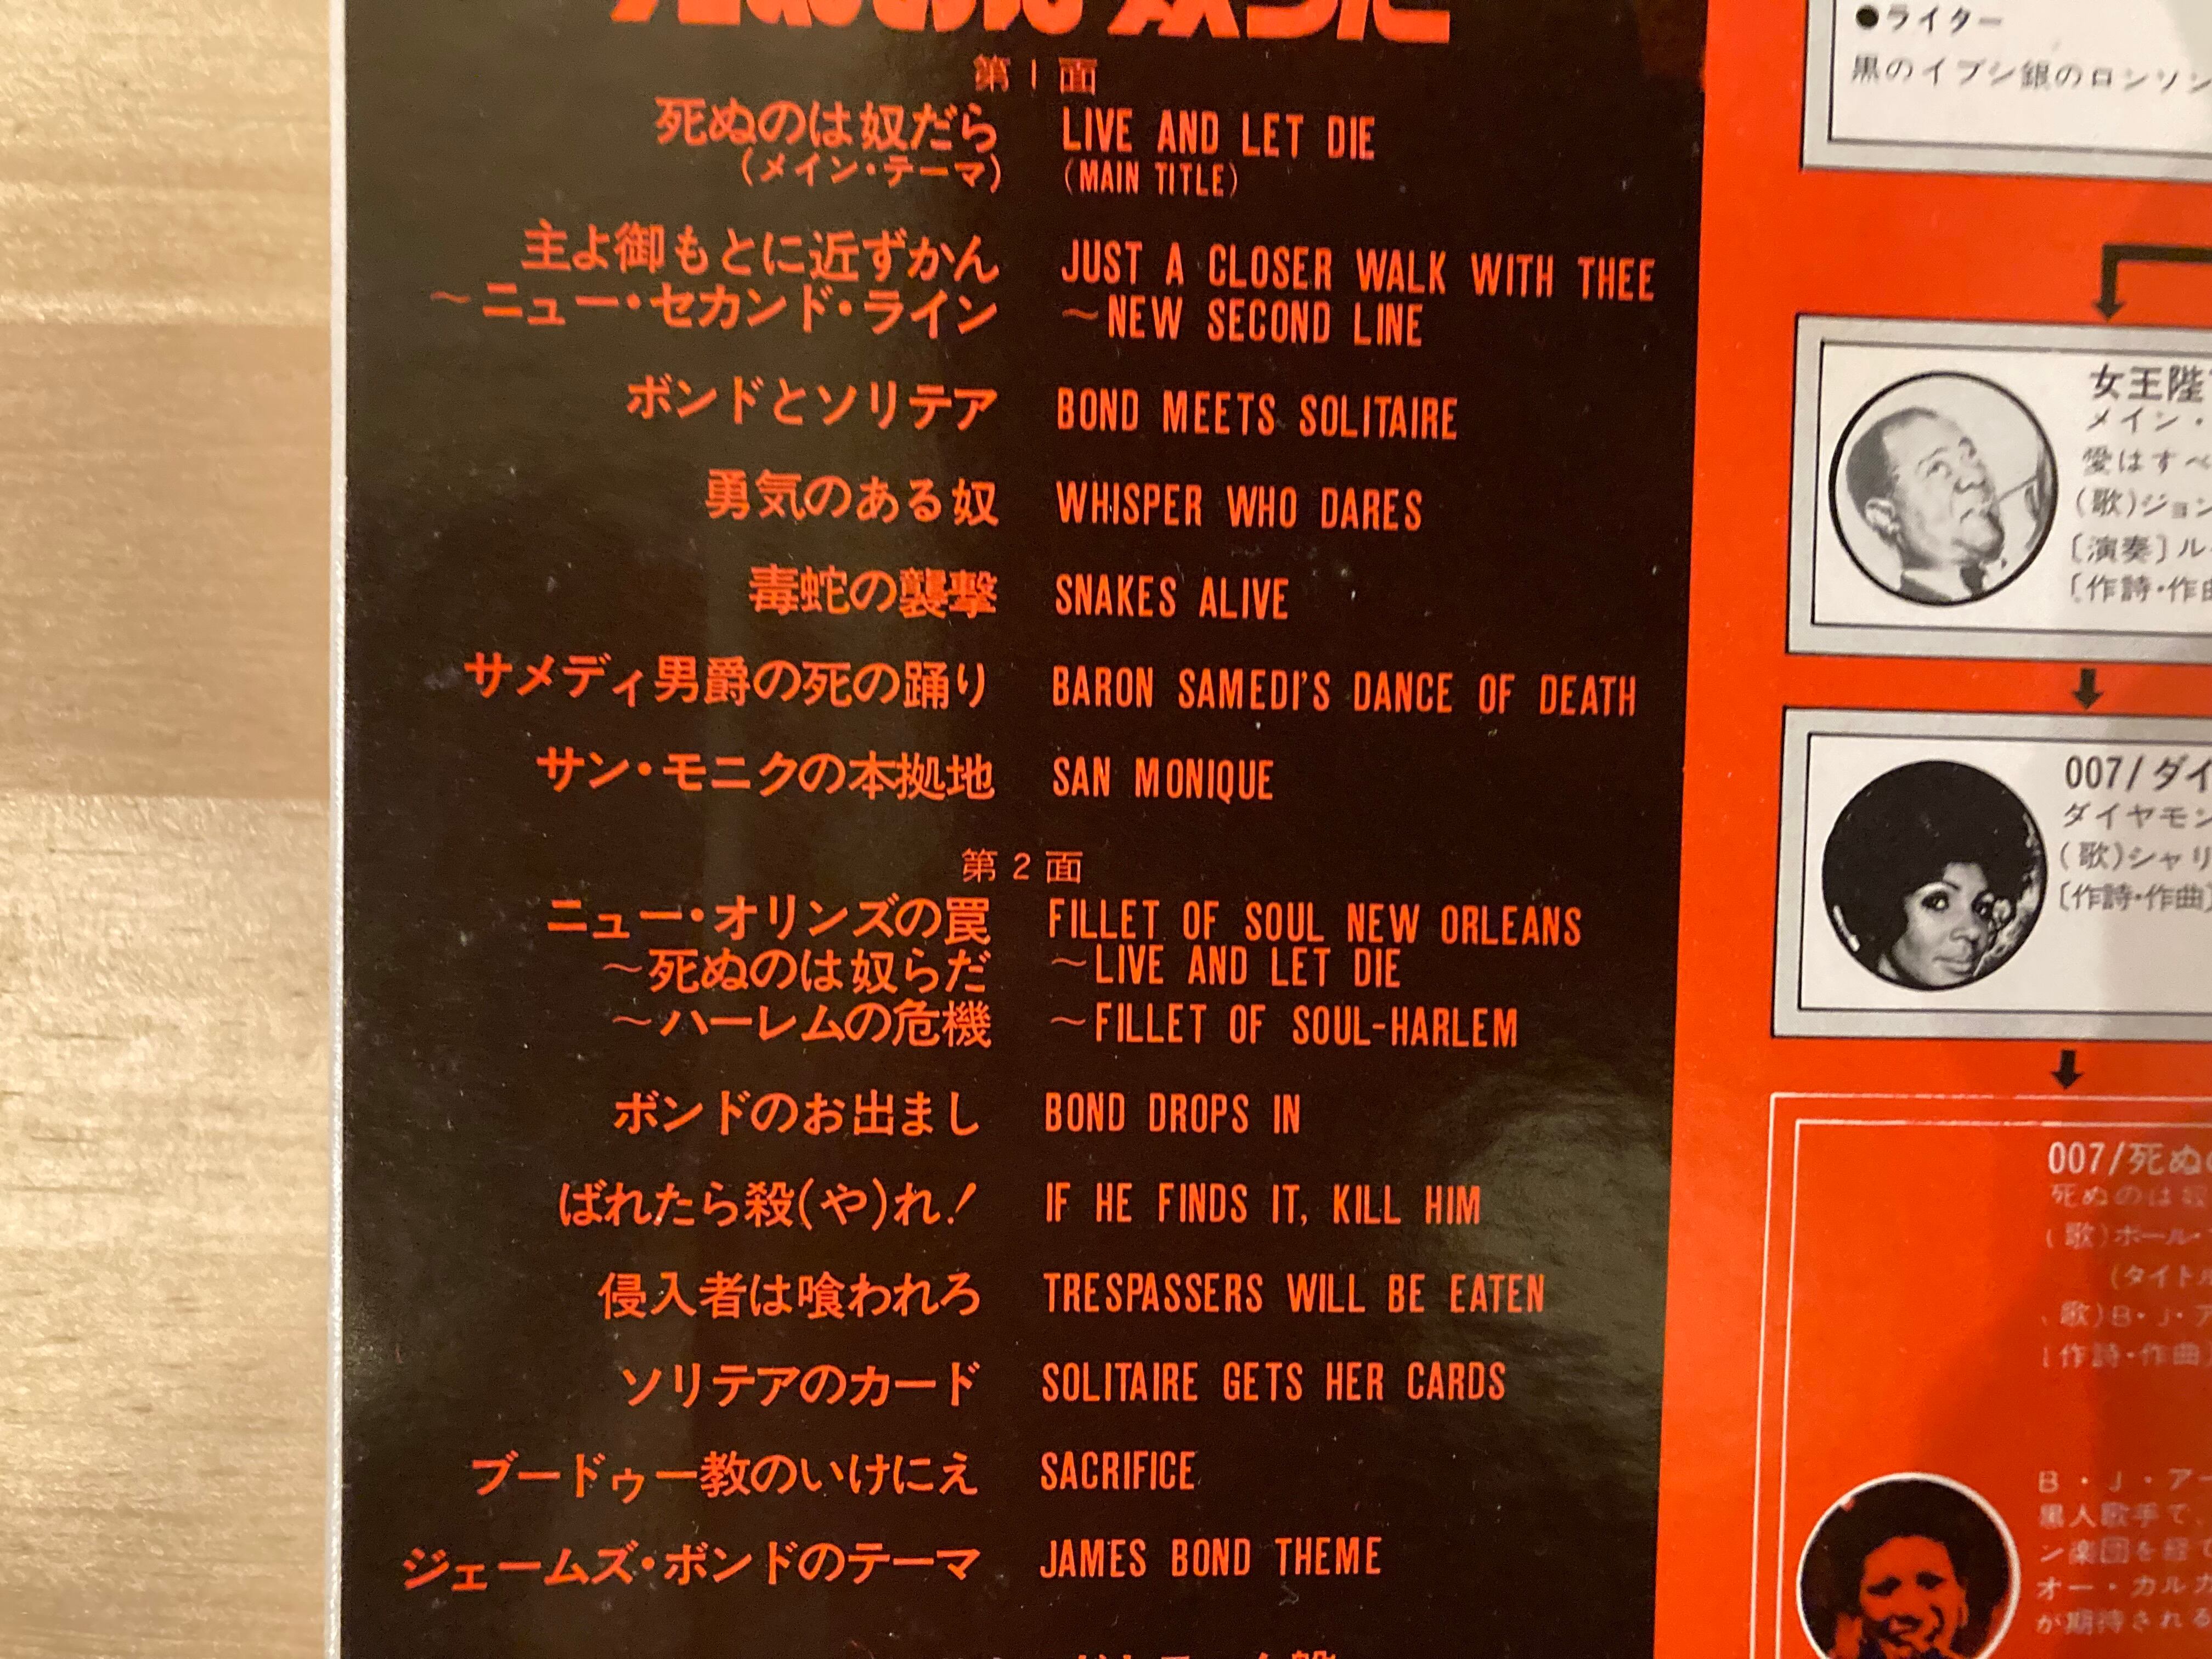 第1面
死ぬのは奴だら LIVE AND LET DIE
(メイン・テーマ) (MAIN TITLE)
主よ御もとに近ずかん JUST A CLOSER WALK WITH THEE
〜ニュー・セカンド・ライン 〜NEW SECOND LINE
ボンドとソリテア BOND MEETS SOLITAIRE
勇気のある奴 WHISPER WHO DARES
毒蛇の襲撃 SNAKES ALIVE
サメディ男爵の死の踊り BARON SAMEDI'S DANCE OF DEATH
サン・モニクの本拠地 SAN MONIQUE
第2面
ニュー・オリンズの罠 FILLET OF SOUL NEW ORLEANS
〜死ぬのは奴らだ 〜LIVE AND LET DIE
〜ハーレムの危機 〜FILLET OF SOUL-HARLEM
ボンドのお出まし BOND DROPS IN
ばれたら殺(や)れ! IF HE FINDS IT, KILL HIM
侵入者は喰われろ TRESPASSERS WILL BE EATEN
ソリテアのカード SOLITAIRE GETS HER CARDS
ブードゥー教のいけにえ SACRIFICE
ジェームズ・ボンドのテーマ JAMES BOND THEME
●ライター
黒のイブシ銀のロンソン
女王陛
メイン・
愛はすべ
(歌)ジョン
〔演奏〕ル
〔作詩・作曲
007/ダイ
ダイヤモン
(歌)シャリ
〔作詩・作曲〕
007/死ぬ
死ぬのは
(歌)ポール・
(タイトル
歌)B・J・ア
〔作詩・作曲〕
B・J・アー
黒人歌手で、
ン楽団を経て
オー・カルカ
が期待される